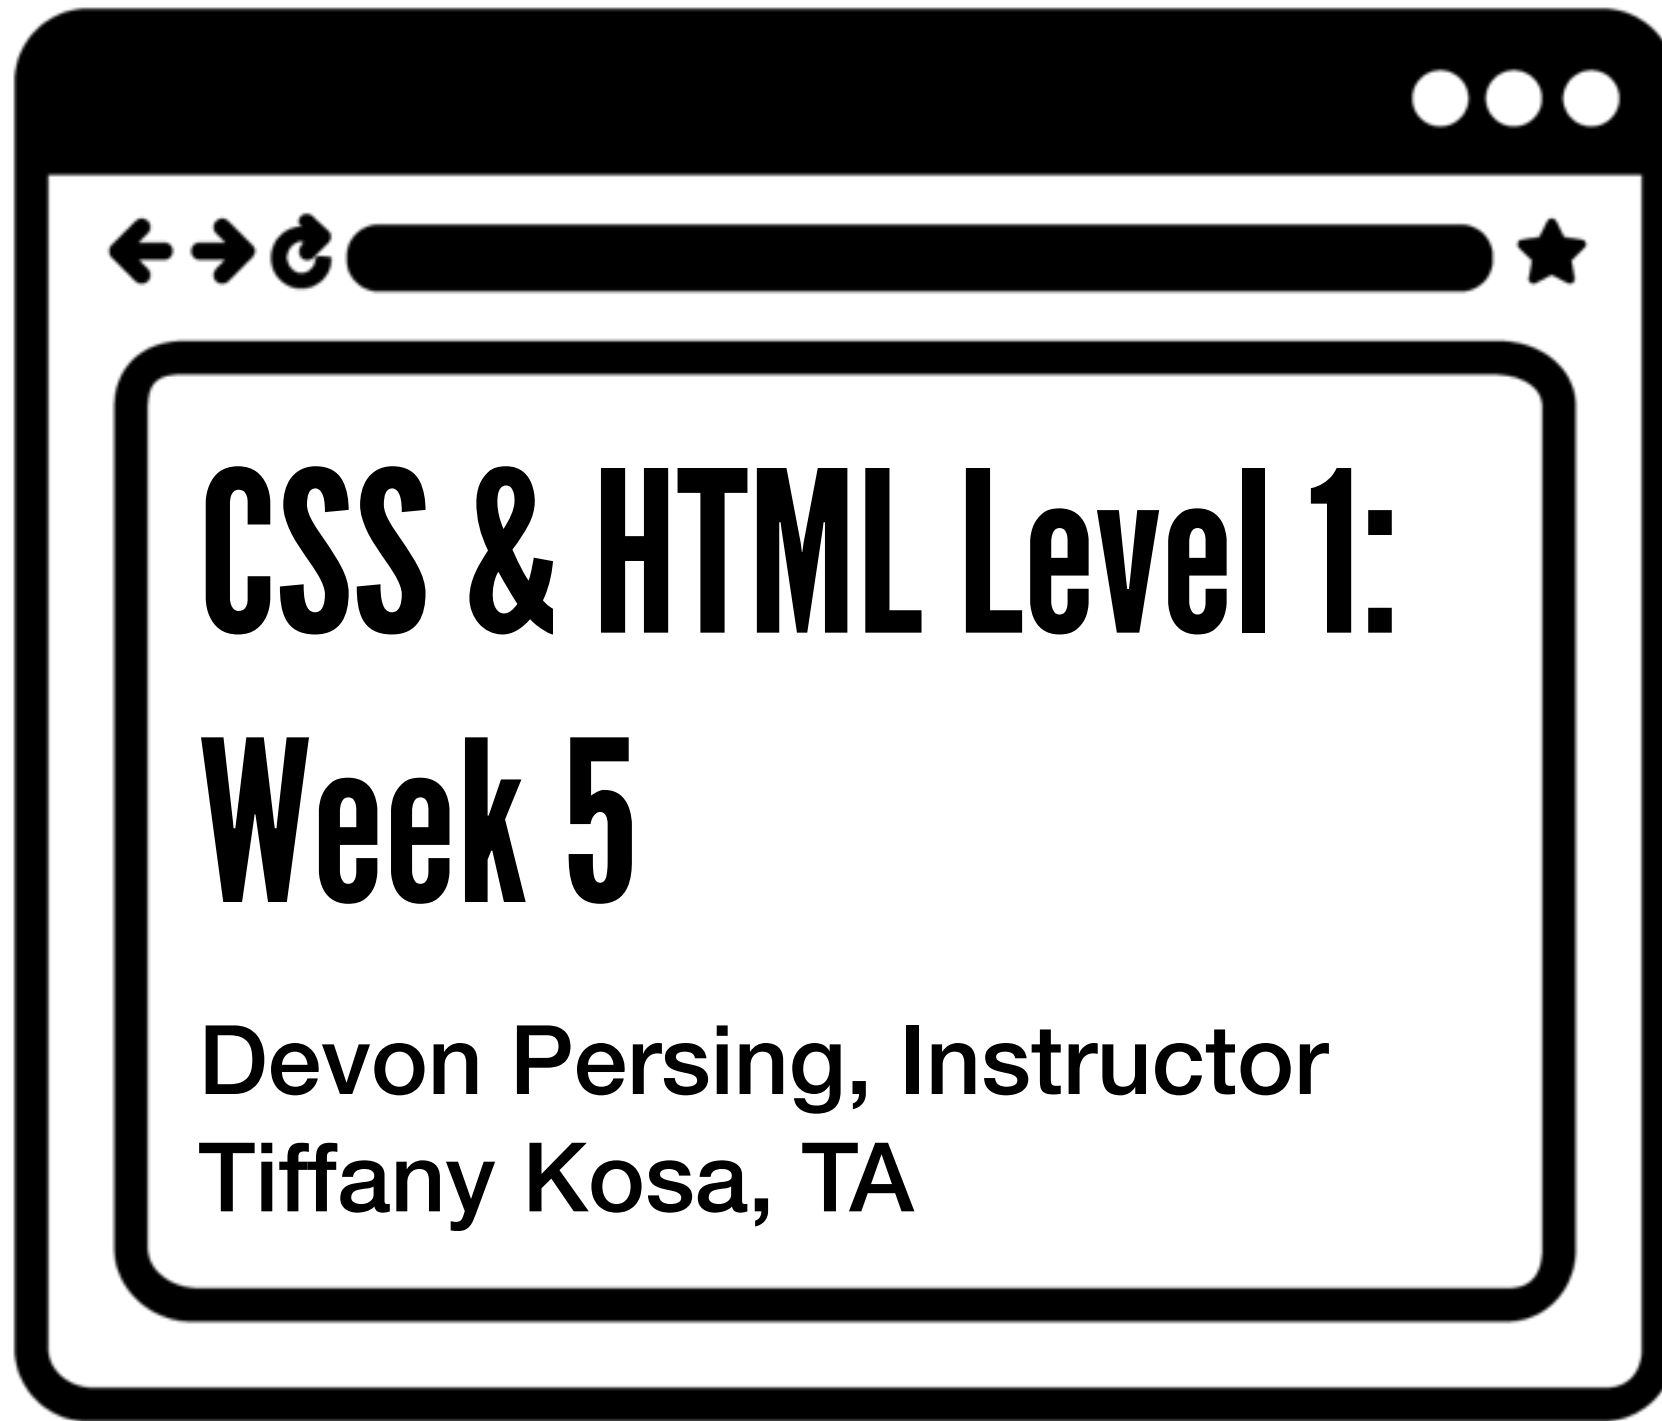 CSS & HTML Level 1:
Week 5
Devon Persing, Instructor
Tiffany Kosa, TA